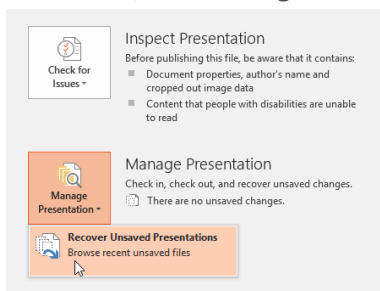 Inspect Presentation
Before publishing this file, be aware that it contains:
Check for
Issues
Document properties, author's name and
cropped out image data
Content that people with disabilities are unable
to read
Manage Presentation
Check in, check out, and recover unsaved changes.
Manage
Presentation
There are no unsaved changes.
Recover Unsaved Presentations
Browse recent unsaved files